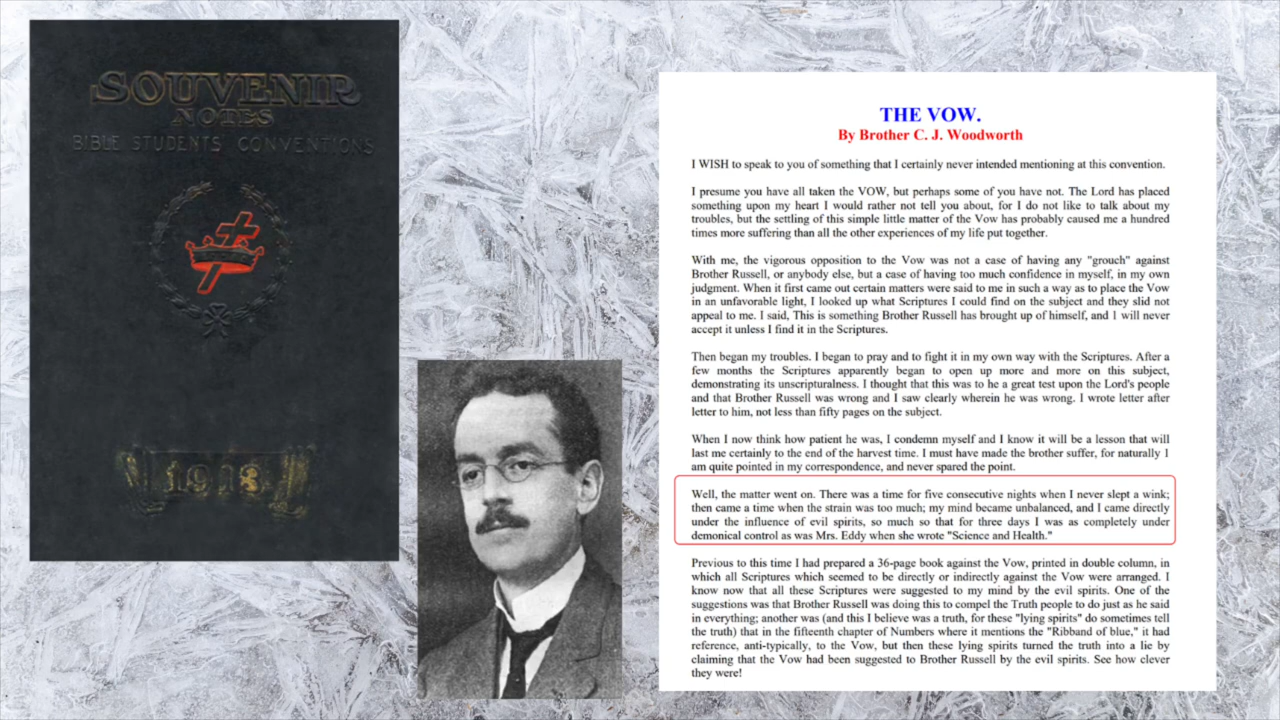 SOUVENIR
NOTES
BIBLE STUDENTS CONVENTIONS
THE VOW.
By Brother C. J. Woodworth
I WISH to speak to you of something that I certainly never intended mentioning at this convention.
I presume you have all taken the VOW, but perhaps some of you have not. The Lord has placed
something upon my heart I would rather not tell you about, for I do not like to talk about my
troubles, but the settling of this simple little matter of the Vow has probably caused me a hundred
times more suffering than all the other experiences of my life put together.
With me, the vigorous opposition to the Vow was not a case of having any "grouch" against
Brother Russell, or anybody else, but a case of having too much confidence in myself, in my own
judgment. When it first came out certain matters were said to me in such a way as to place the Vow
in an unfavorable light, I looked up what Scriptures I could find on the subject and they slid not
appeal to me. I said, This is something Brother Russell has brought up of himself, and 1 will never
accept it unless I find it in the Scriptures.
Then began my troubles. I began to pray and to fight it in my own way with the Scriptures. After a
few months the Scriptures apparently began to open up more and more on this subject,
demonstrating its unscripturalness. I thought that this was to he a great test upon the Lord's people
and that Brother Russell was wrong and I saw clearly wherein he was wrong. I wrote letter after
letter to him, not less than fifty pages on the subject.
When I now think how patient he was, I condemn myself and I know it will be a lesson that will
last me certainly to the end of the harvest time. I must have made the brother suffer, for naturally I
am quite pointed in my correspondence, and never spared the point.
Well, the matter went on. There was a time for five consecutive nights when I never slept a wink;
then came a time when the strain was too much; my mind became unbalanced, and I came directly
under the influence of evil spirits, so much so that for three days I was as completely under
demonical control as was Mrs. Eddy when she wrote "Science and Health."
Previous to this time I had prepared a 36-page book against the Vow, printed in double column, in
which all Scriptures which seemed to be directly or indirectly against the Vow were arranged. I
know now that all these Scriptures were suggested to my mind by the evil spirits. One of the
suggestions was that Brother Russell was doing this to compel the Truth people to do just as he said
in everything; another was (and this I believe was a truth, for these "lying spirits" do sometimes tell
the truth) that in the fifteenth chapter of Numbers where it mentions the "Ribband of blue," it had
reference, anti-typically, to the Vow, but then these lying spirits turned the truth into a lie by
claiming that the Vow had been suggested to Brother Russell by the evil spirits. See how clever
they were!